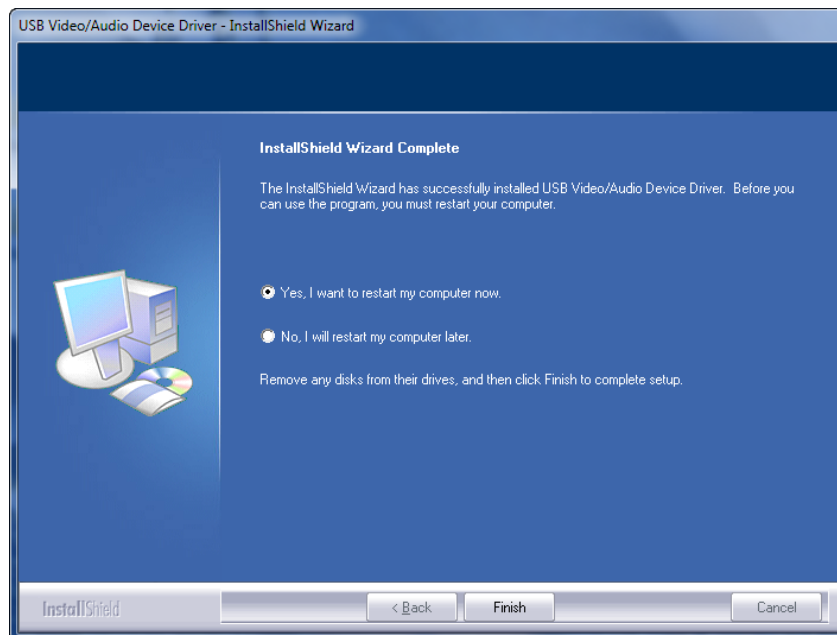 USB Video/Audio Device Driver - InstallShield Wizard
InstallShield Wizard Complete
The InstallShield Wizard has successfully installed USB Video/Audio Device Driver.  Before you
can use the program, you must restart your computer.
Yes, I want to restart my computer now.
No, I will restart my computer later.
Remove any disks from their drives, and then click Finish to complete setup.
InstallShield
< Back
Finish
Cancel